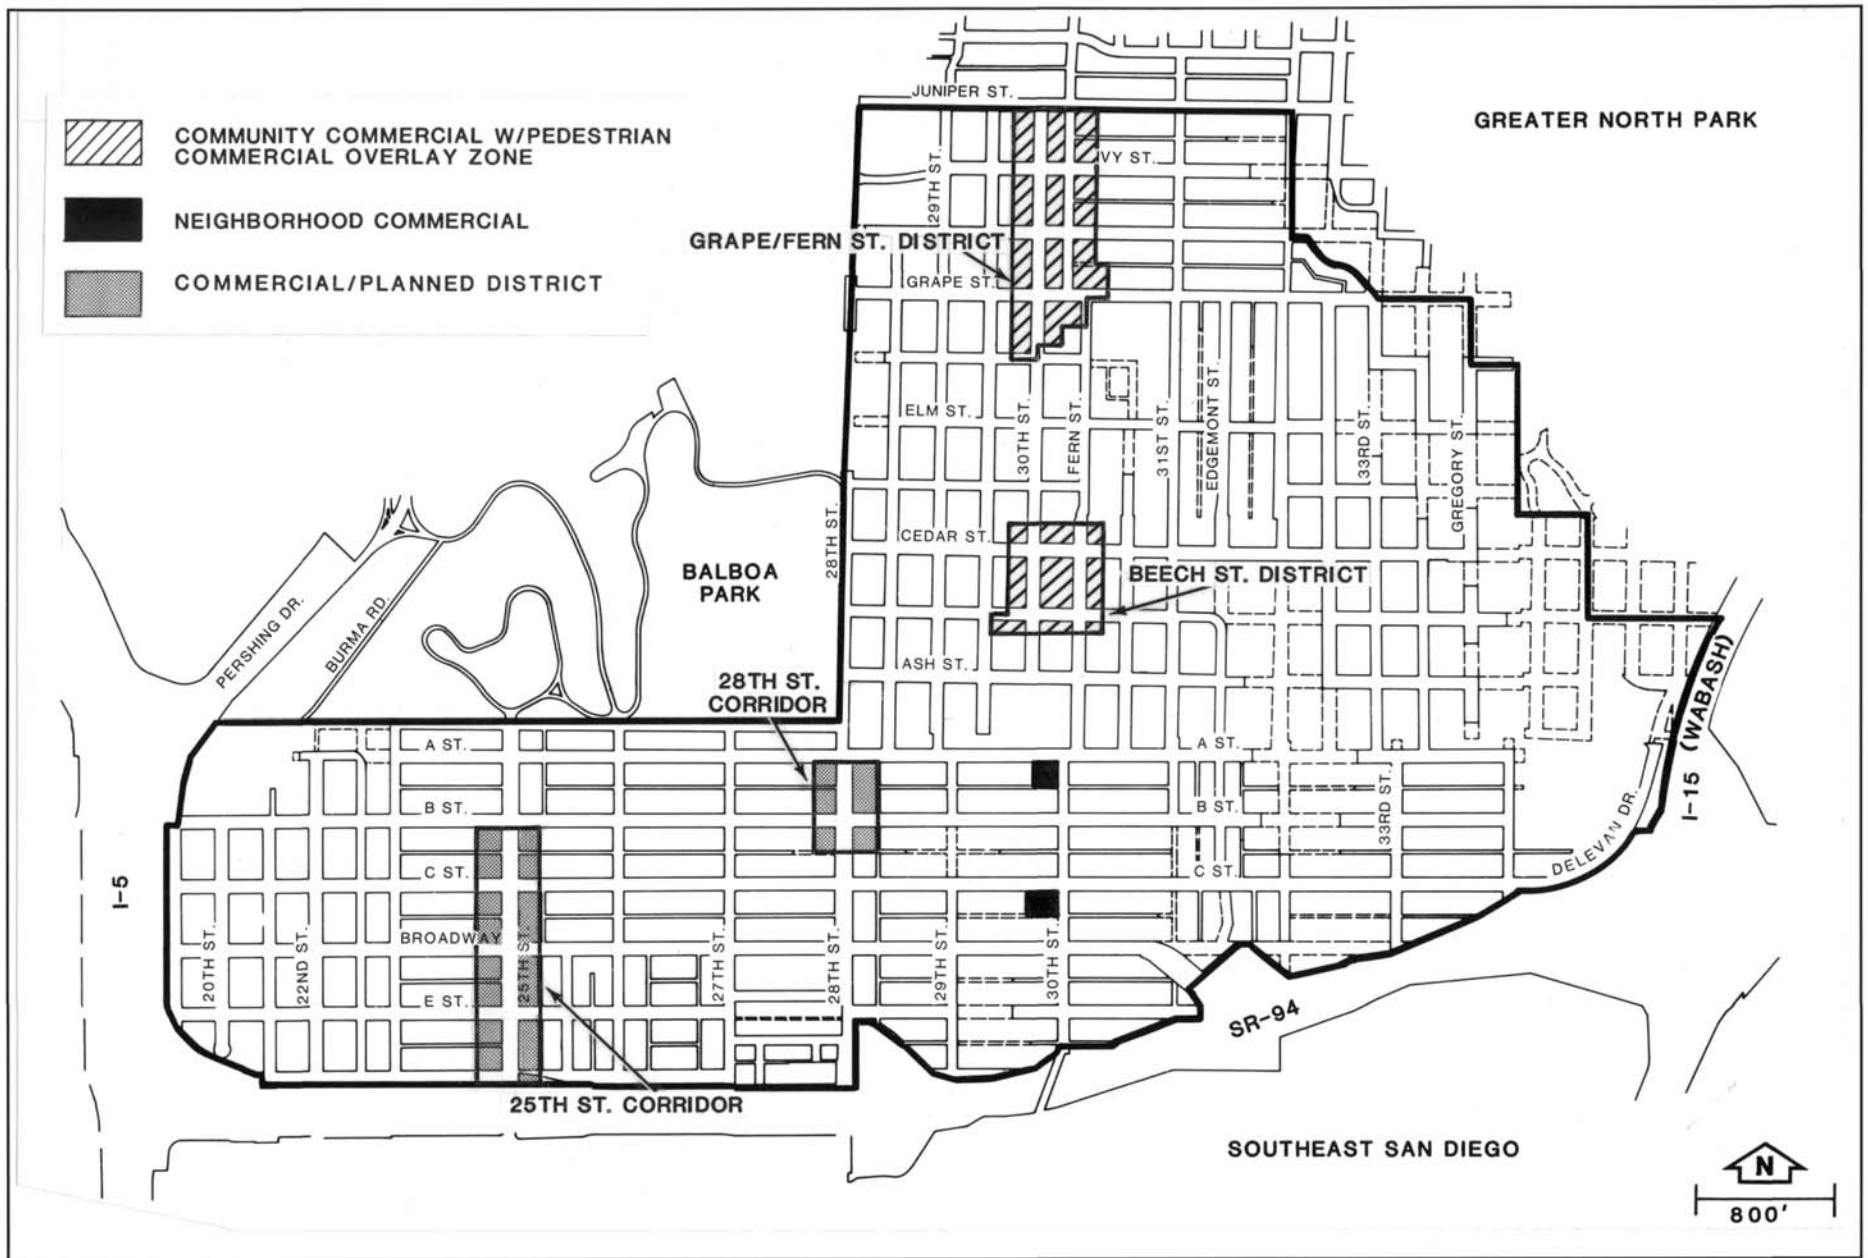 JUNIPER ST.
GREATER NORTH PARK
COMMUNITY COMMERCIAL W/PEDESTRIAN
COMMERCIAL OVERLAY ZONE
NEIGHBORHOOD COMMERCIAL
COMMERCIAL/PLANNED DISTRICT
29TH ST.
VY ST.
GRAPE/FERN ST. DISTRICT
GRAPE ST.
ELM ST.
30TH ST.
FERN ST.
31ST ST.
EDGEMONT ST.
33RD ST.
GREGORY ST.
CEDAR ST.
28TH ST.
BALBOA
PARK
BEECH ST. DISTRICT
PERSHING DR.
BURMA RD.
ASH ST.
28TH ST.
CORRIDOR
I-15 (WABASH)
A ST.
A ST.
B ST.
B ST.
33RD ST.
DELEVAN DR.
C ST.
C ST.
I-5
BROADWAY
20TH ST.
22ND ST.
25TH ST.
27TH ST.
28TH ST.
29TH ST.
30TH ST.
E ST.
SR-94
25TH ST. CORRIDOR
SOUTHEAST SAN DIEGO
N
800'